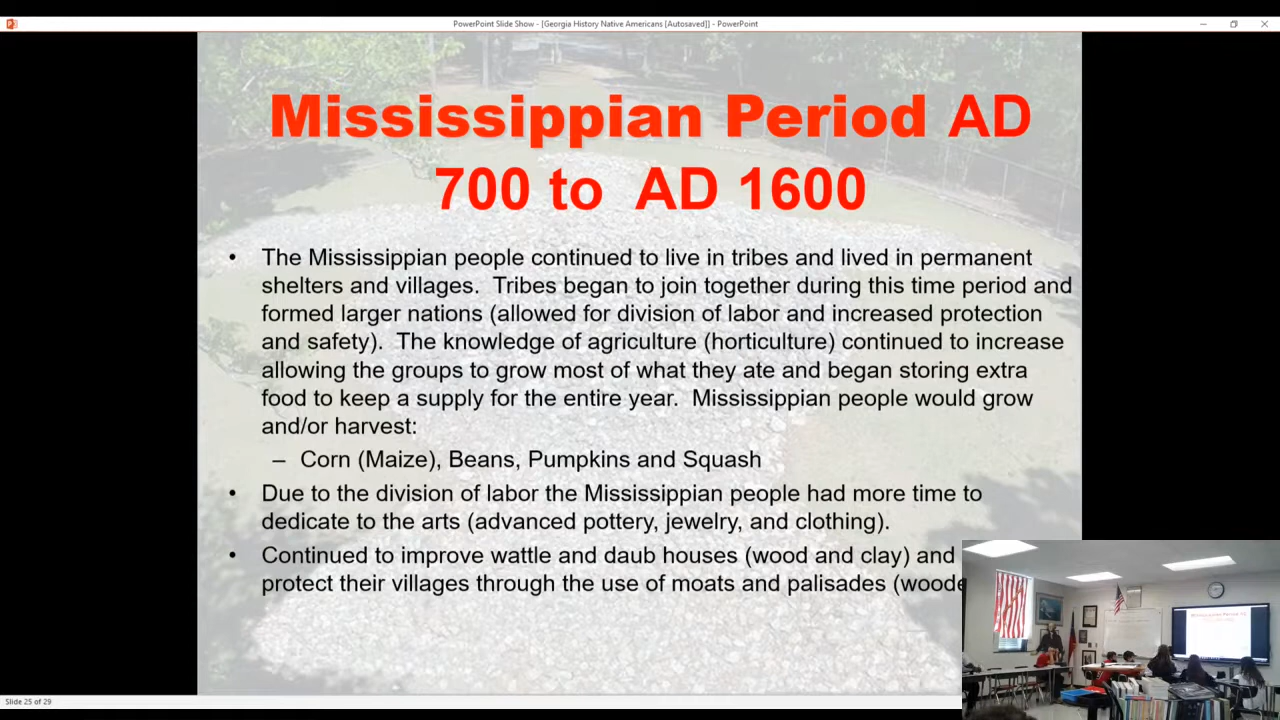 PowerPoint Slide Show - [Georgia History Native Americans [Autosaved]] - PowerPoint
Mississippian Period AD
700 to AD 1600
• The Mississippian people continued to live in tribes and lived in permanent
shelters and villages. Tribes began to join together during this time period and
formed larger nations (allowed for division of labor and increased protection
and safety). The knowledge of agriculture (horticulture) continued to increase
allowing the groups to grow most of what they ate and began storing extra
food to keep a supply for the entire year. Mississippian people would grow
and/or harvest:
– Corn (Maize), Beans, Pumpkins and Squash
• Due to the division of labor the Mississippian people had more time to
dedicate to the arts (advanced pottery, jewelry, and clothing).
• Continued to improve wattle and daub houses (wood and clay) and
protect their villages through the use of moats and palisades (woode
Slide 25 of 29
Mississippian Period AD